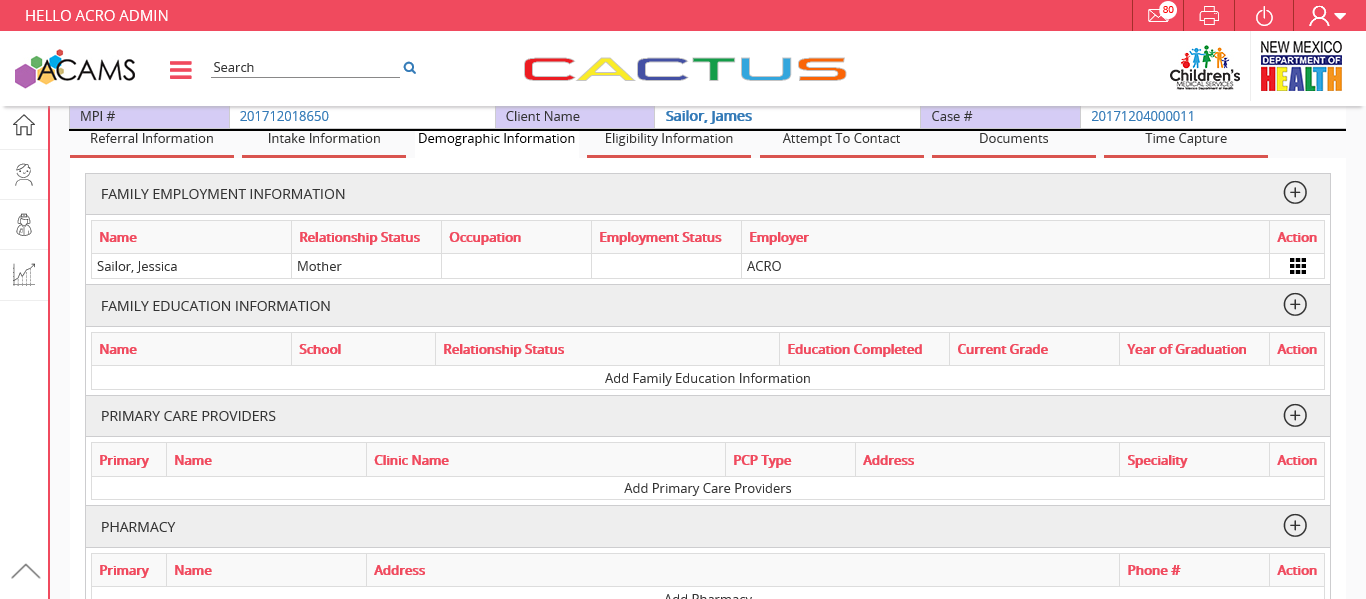 HELLO ACRO ADMIN
80
ACAMS
Search
CACTUS
Children's
MEDICAL SERVICES
New Mexico Department of Health
NEW MEXICO
DEPARTMENT OF
HEALTH
MPI # 201712018650 Client Name Sailor, James Case # 20171204000011
Referral Information Intake Information Demographic Information Eligibility Information Attempt To Contact Documents Time Capture
FAMILY EMPLOYMENT INFORMATION
Name Relationship Status Occupation Employment Status Employer Action
Sailor, Jessica Mother ACRO
FAMILY EDUCATION INFORMATION
Name School Relationship Status Education Completed Current Grade Year of Graduation Action
Add Family Education Information
PRIMARY CARE PROVIDERS
Primary Name Clinic Name PCP Type Address Speciality Action
Add Primary Care Providers
PHARMACY
Primary Name Address Phone # Action
Add Pharmacy